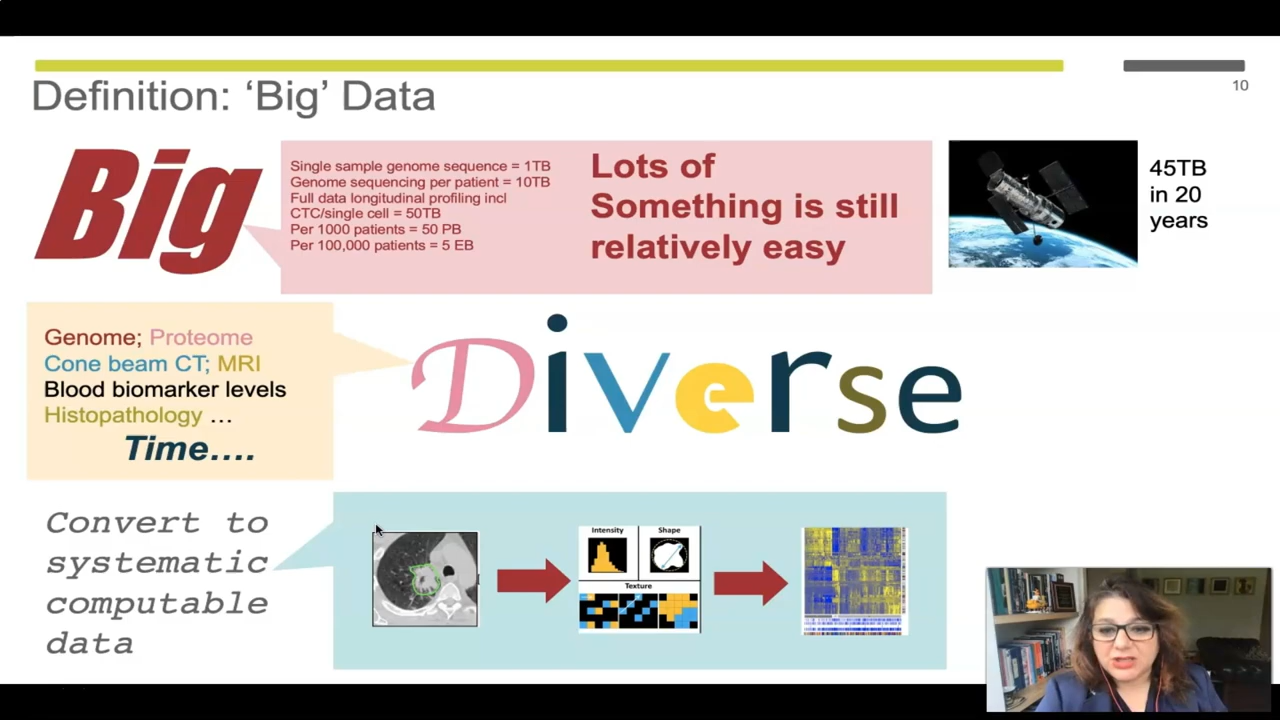 10
Definition: ‘Big’ Data
Big
Single sample genome sequence = 1TB
Genome sequencing per patient = 10TB
Full data longitudinal profiling incl
CTC/single cell = 50TB
Per 1000 patients = 50 PB
Per 100,000 patients = 5 EB
Lots of
Something is still
relatively easy
45TB
in 20
years
Genome; Proteome
Cone beam CT; MRI
Blood biomarker levels
Histopathology ...
Time....
Diverse
Convert to
systematic
computable
data
Intensity
Shape
Texture